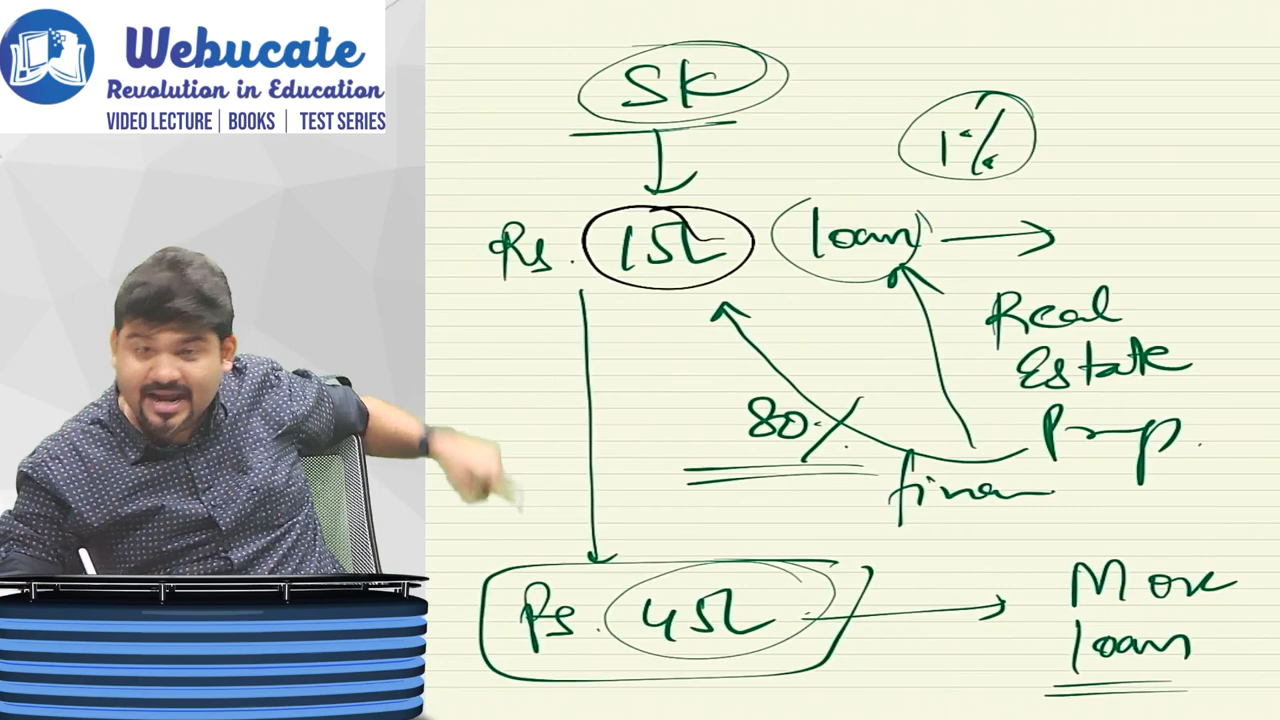 Webucate
Revolution in Education
VIDEO LECTURE | BOOKS | TEST SERIES
SK
1%
Rs. 15L loan
Real
Estate
80% Prop.
finan
Rs. 45L
More
loan